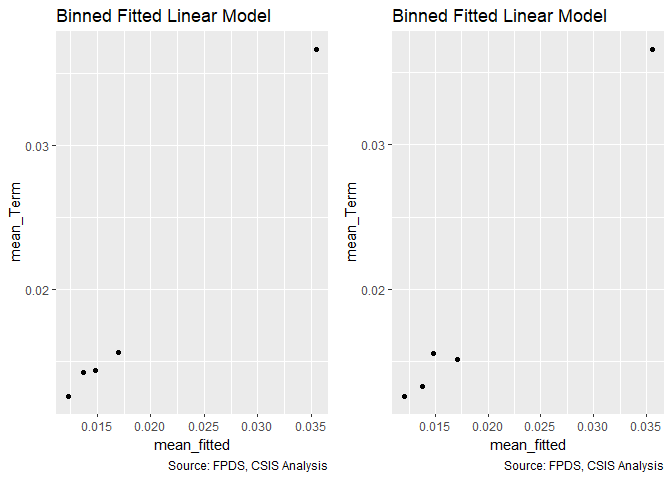 Binned Fitted Linear Model
mean_Term
0.03
0.02
0.015 0.020 0.025 0.030 0.035
mean_fitted
Source: FPDS, CSIS Analysis
Binned Fitted Linear Model
mean_Term
0.03
0.02
0.015 0.020 0.025 0.030 0.035
mean_fitted
Source: FPDS, CSIS Analysis